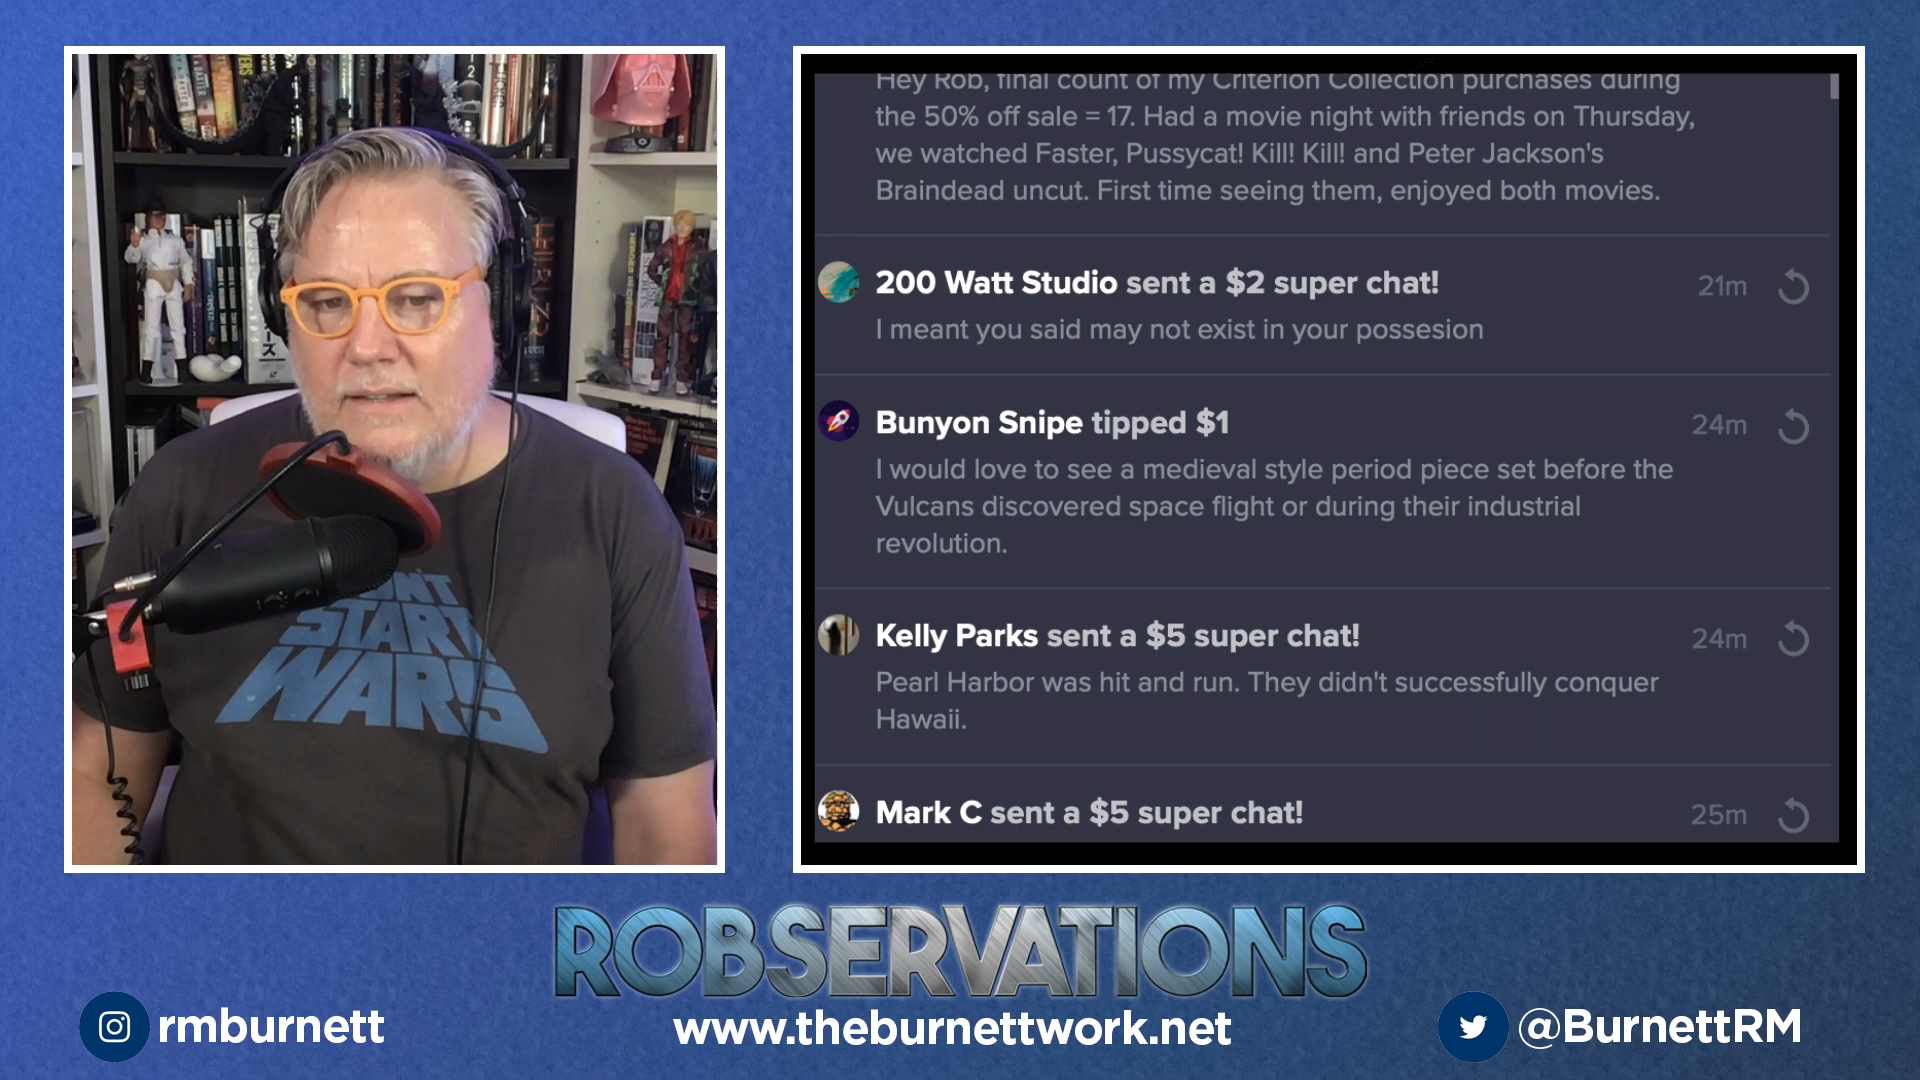 Hey Rob, final count of my Criterion Collection purchases during
the 50% off sale = 17. Had a movie night with friends on Thursday,
we watched Faster, Pussycat! Kill! Kill! and Peter Jackson's
Braindead uncut. First time seeing them, enjoyed both movies.
200 Watt Studio sent a $2 super chat!
21m
I meant you said may not exist in your possesion
Bunyon Snipe tipped $1
24m
I would love to see a medieval style period piece set before the
Vulcans discovered space flight or during their industrial
revolution.
Kelly Parks sent a $5 super chat!
24m
Pearl Harbor was hit and run. They didn't successfully conquer
Hawaii.
Mark C sent a $5 super chat!
25m
START
WARS
ROBSERVATIONS
rmburnett
www.theburnettwork.net
@BurnettRM